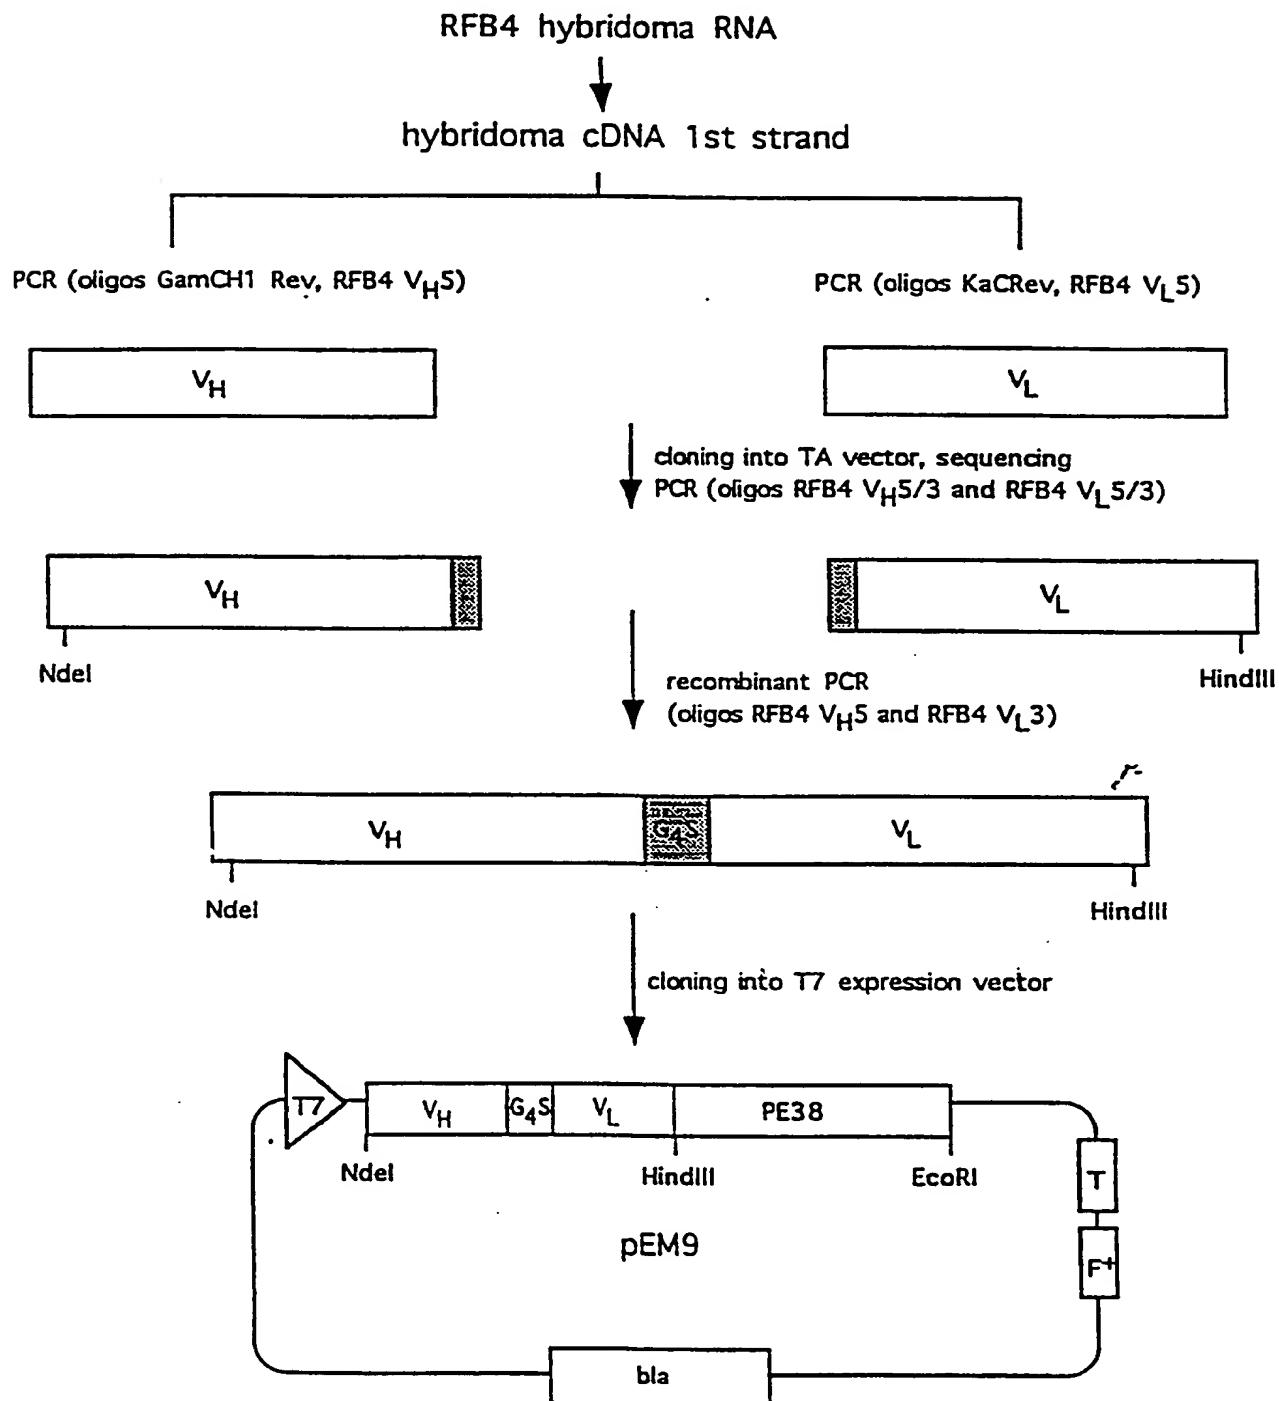 RFB4 hybridoma RNA
hybridoma cDNA 1st strand
PCR (oligos GamCH1 Rev, RFB4 VH5)
PCR (oligos KaCRev, RFB4 VL5)
VH
VL
cloning into TA vector, sequencing
PCR (oligos RFB4 VH5/3 and RFB4 VL5/3)
VH
VL
NdeI
HindIII
recombinant PCR
(oligos RFB4 VH5 and RFB4 VL3)
VH
G4S
VL
NdeI
HindIII
cloning into T7 expression vector
T7
VH
G4S
VL
PE38
NdeI
HindIII
EcoRI
T
pEM9
F+
bla